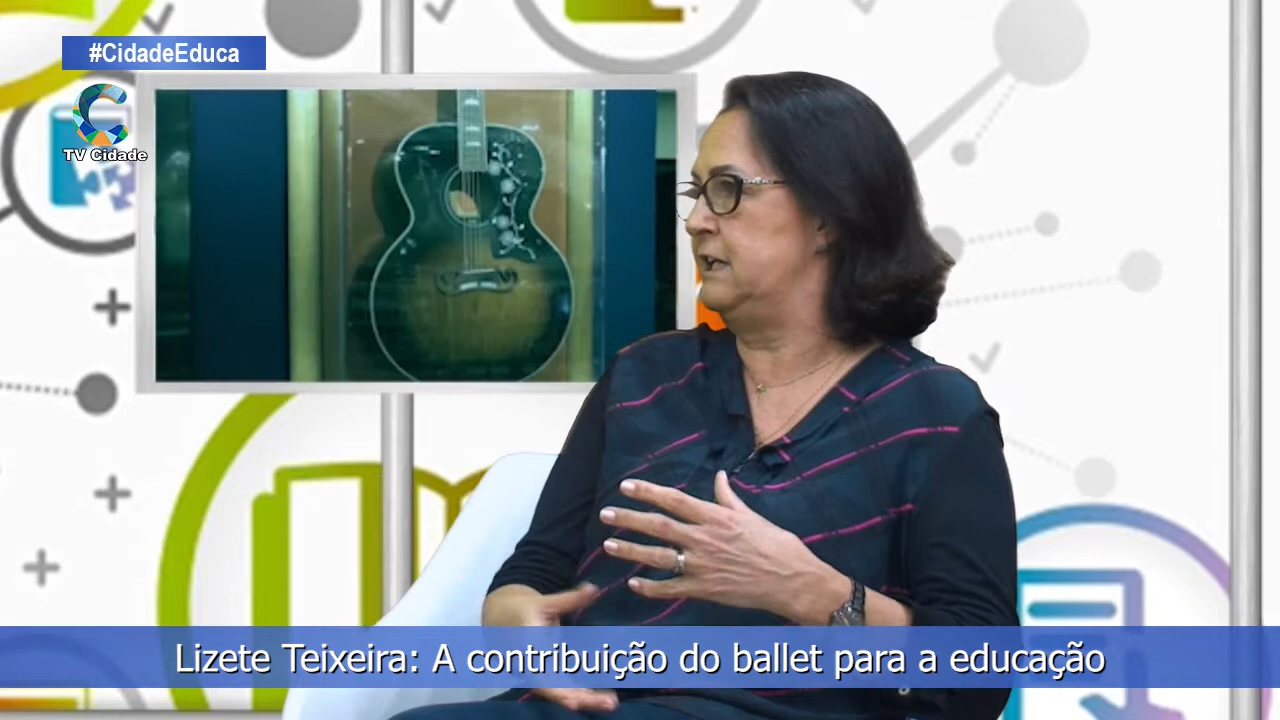 #CidadeEduca
TV Cidade
Lizete Teixeira: A contribuição do ballet para a educação